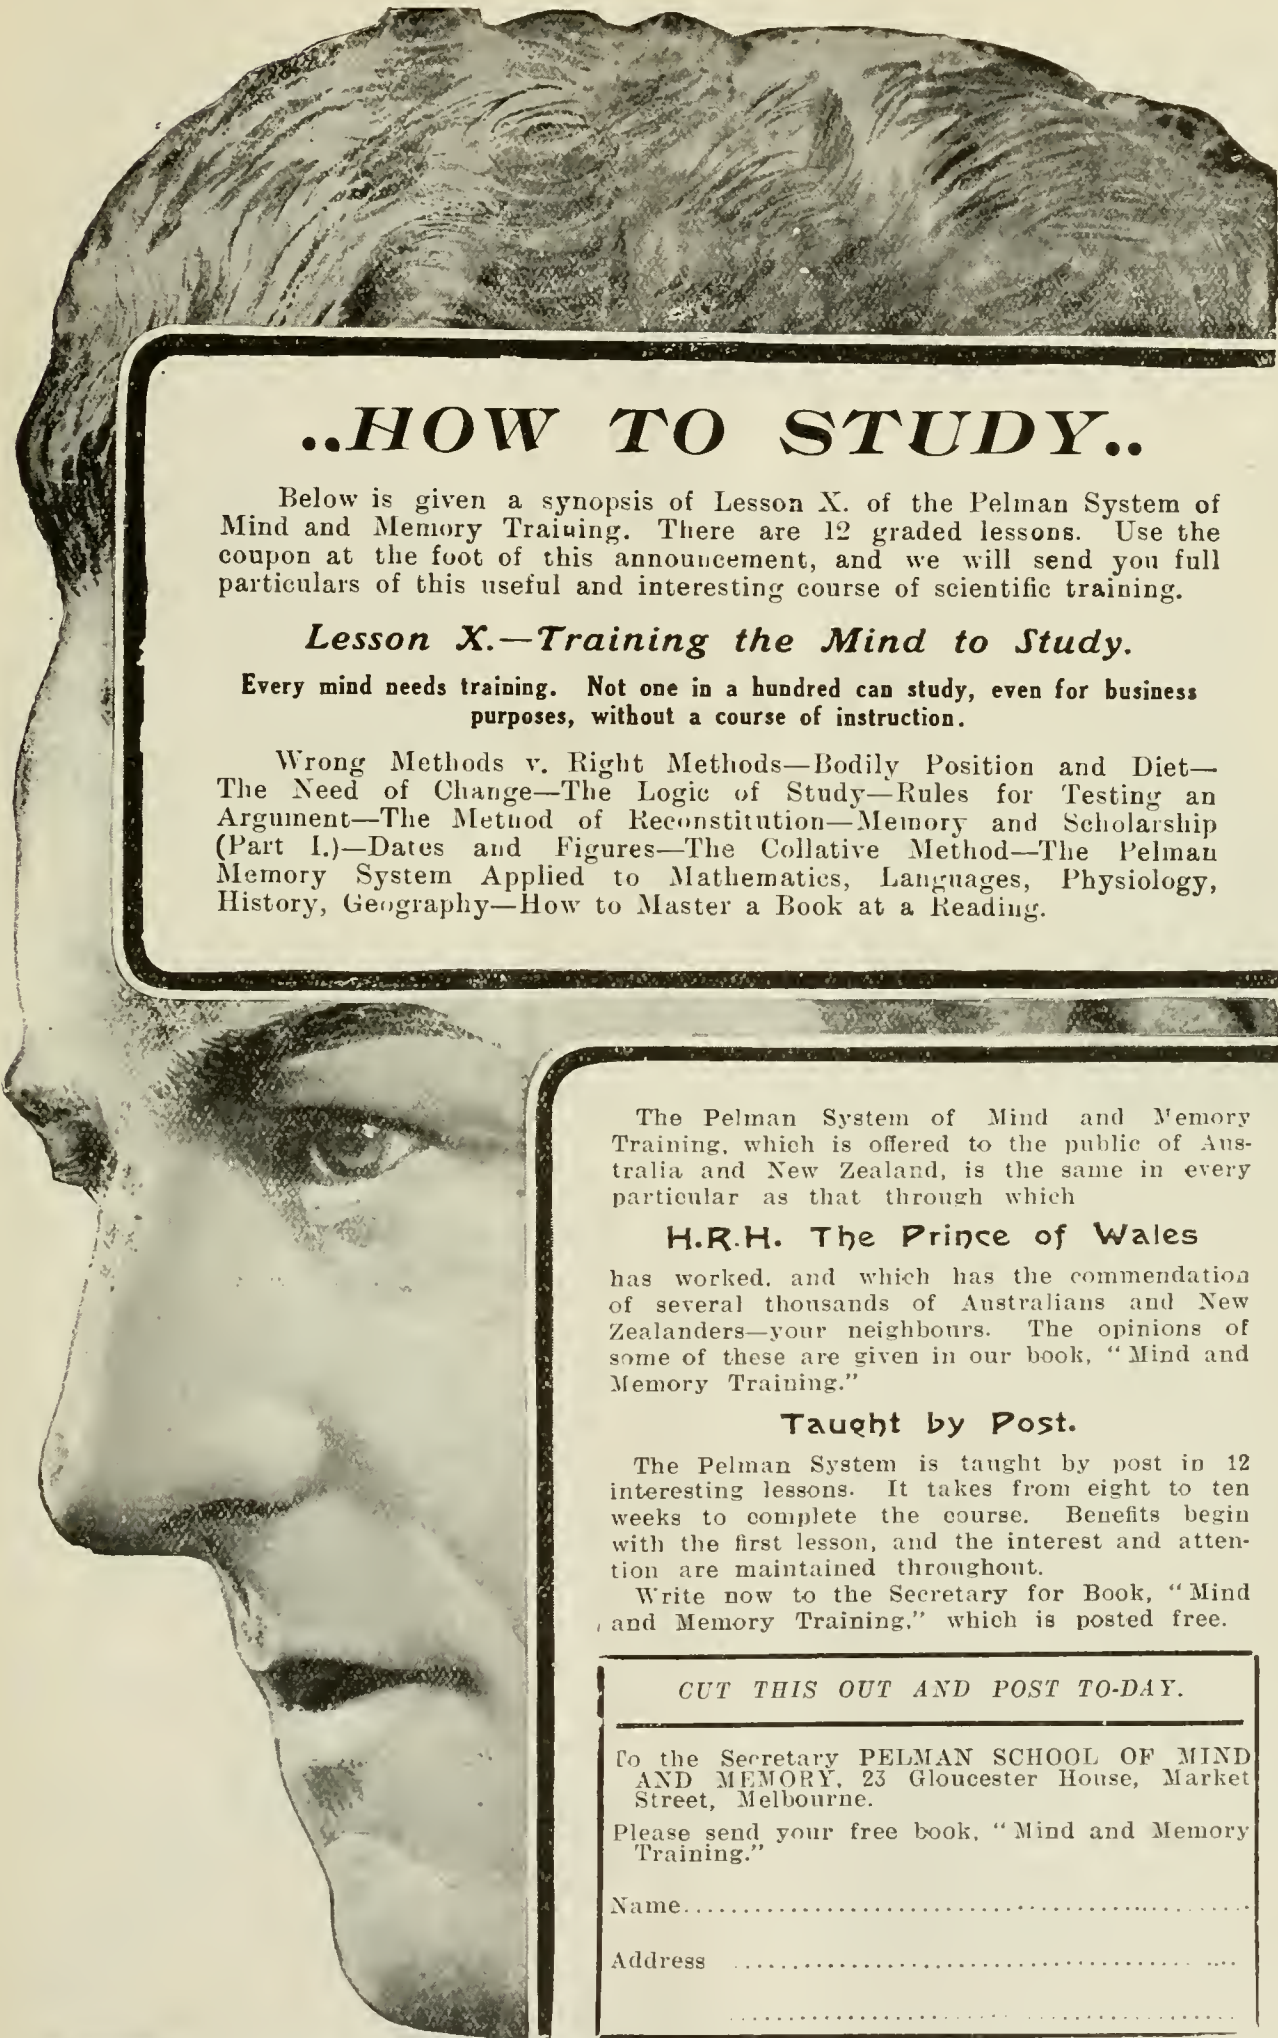 ..HOW TO STUDY..
Below is given a synopsis of Lesson X. of the Pelman System of
Mind and Memory Training. There are 12 graded lessons. Use the
coupon at the foot of this announcement, and we will send you full
particulars of this useful and interesting course of scientific training.
Lesson X.—Training the Mind to Study.
Every mind needs training. Not one in a hundred can study, even for business
purposes, without a course of instruction.
Wrong Methods v. Right Methods—Bodily Position and Diet—
The Need of Change—The Logic of Study—Rules for Testing an
Argument—The Method of Reconstitution—Memory and Scholarship
(Part I.)—Dates and Figures—The Collative Method—The Pelman
Memory System Applied to Mathematics, Languages, Physiology,
History, Geography—How to Master a Book at a Reading.
The Pelman System of Mind and Memory
Training, which is offered to the public of Aus-
tralia and New Zealand, is the same in every
particular as that through which
H.R.H. The Prince of Wales
has worked, and which has the commendation
of several thousands of Australians and New
Zealanders—your neighbours. The opinions of
some of these are given in our book, "Mind and
Memory Training."
Taught by Post.
The Pelman System is taught by post in 12
interesting lessons. It takes from eight to ten
weeks to complete the course. Benefits begin
with the first lesson, and the interest and atten-
tion are maintained throughout.
Write now to the Secretary for Book, "Mind
and Memory Training," which is posted free.
CUT THIS OUT AND POST TO-DAY.
To the Secretary PELMAN SCHOOL OF MIND
AND MEMORY, 23 Gloucester House, Market
Street, Melbourne.
Please send your free book, "Mind and Memory
Training."
Name
Address